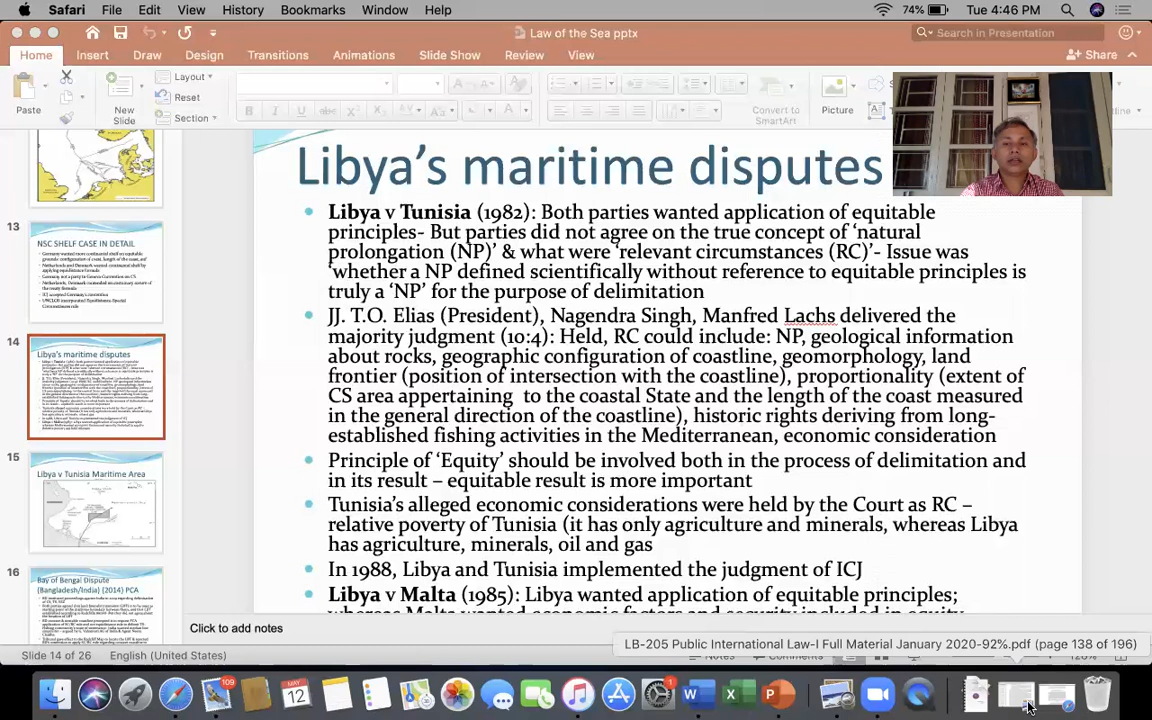 Safari File Edit View History Bookmarks Window Help 74% Tue 4:46 PM
Law of the Sea pptx
Search in Presentation
Home Insert Draw Design Transitions Animations Slide Show Review View Share
Paste
New
Slide
Layout
Reset
Section
Convert to
SmartArt
Picture
Libya's maritime disputes
Libya v Tunisia (1982): Both parties wanted application of equitable
principles- But parties did not agree on the true concept of 'natural
prolongation (NP)' & what were 'relevant circumstances (RC)'- Issue was
'whether a NP defined scientifically without reference to equitable principles is
truly a 'NP' for the purpose of delimitation
JJ. T.O. Elias (President), Nagendra Singh, Manfred Lachs delivered the
majority judgment (10:4): Held, RC could include: NP, geological information
about rocks, geographic configuration of coastline, geomorphology, land
frontier (position of intersection with the coastline), proportionality (extent of
CS area appertaining to the coastal State and the length of the coast measured
in the general direction of the coastline), historic rights deriving from long-
established fishing activities in the Mediterranean, economic consideration
Principle of 'Equity' should be involved both in the process of delimitation and
in its result – equitable result is more important
Tunisia's alleged economic considerations were held by the Court as RC –
relative poverty of Tunisia (it has only agriculture and minerals, whereas Libya
has agriculture, minerals, oil and gas
In 1988, Libya and Tunisia implemented the judgment of ICJ
Libya v Malta (1985): Libya wanted application of equitable principles;
whereas Malta wanted economic factors and security included in equity
13
NSC SHELF CASE IN DETAIL
14
Libya's maritime disputes
15
Libya v Tunisia Maritime Area
16
Bay of Bengal Dispute
(Bangladesh/India) (2014) PCA
Click to add notes
LB-205 Public International Law-I Full Material January 2020-92%.pdf (page 138 of 196)
Slide 14 of 26 English (United States)
109
MAY
12
1